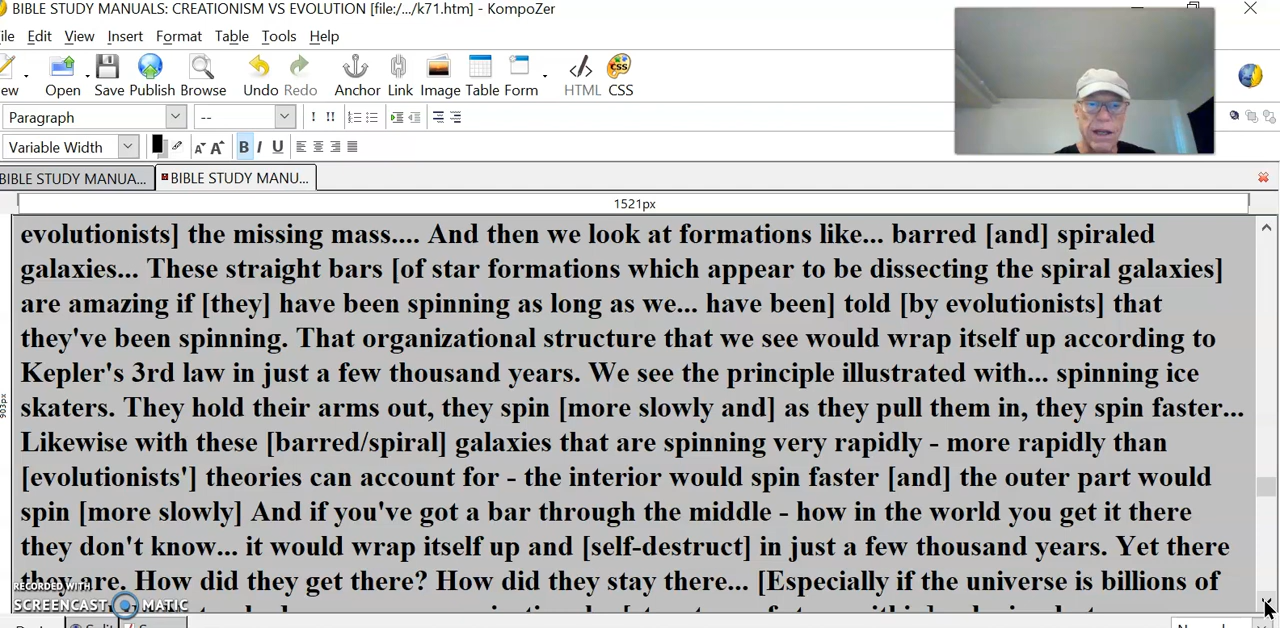 BIBLE STUDY MANUALS: CREATIONISM VS EVOLUTION [file:/.../k71.htm] - KompoZer
ile Edit View Insert Format Table Tools Help
ew Open Save Publish Browse Undo Redo Anchor Link Image Table Form HTML CSS
Paragraph -- ! !!
Variable Width A A B I U
BIBLE STUDY MANUA... BIBLE STUDY MANU...
1521px
903px
evolutionists] the missing mass.... And then we look at formations like... barred [and] spiraled
galaxies... These straight bars [of star formations which appear to be dissecting the spiral galaxies]
are amazing if [they] have been spinning as long as we... have been] told [by evolutionists] that
they've been spinning. That organizational structure that we see would wrap itself up according to
Kepler's 3rd law in just a few thousand years. We see the principle illustrated with... spinning ice
skaters. They hold their arms out, they spin [more slowly and] as they pull them in, they spin faster...
Likewise with these [barred/spiral] galaxies that are spinning very rapidly - more rapidly than
[evolutionists'] theories can account for - the interior would spin faster [and] the outer part would
spin [more slowly] And if you've got a bar through the middle - how in the world you get it there
they don't know... it would wrap itself up and [self-destruct] in just a few thousand years. Yet there
they are. How did they get there? How did they stay there... [Especially if the universe is billions of
RECORDED WITH
SCREENCAST MATIC